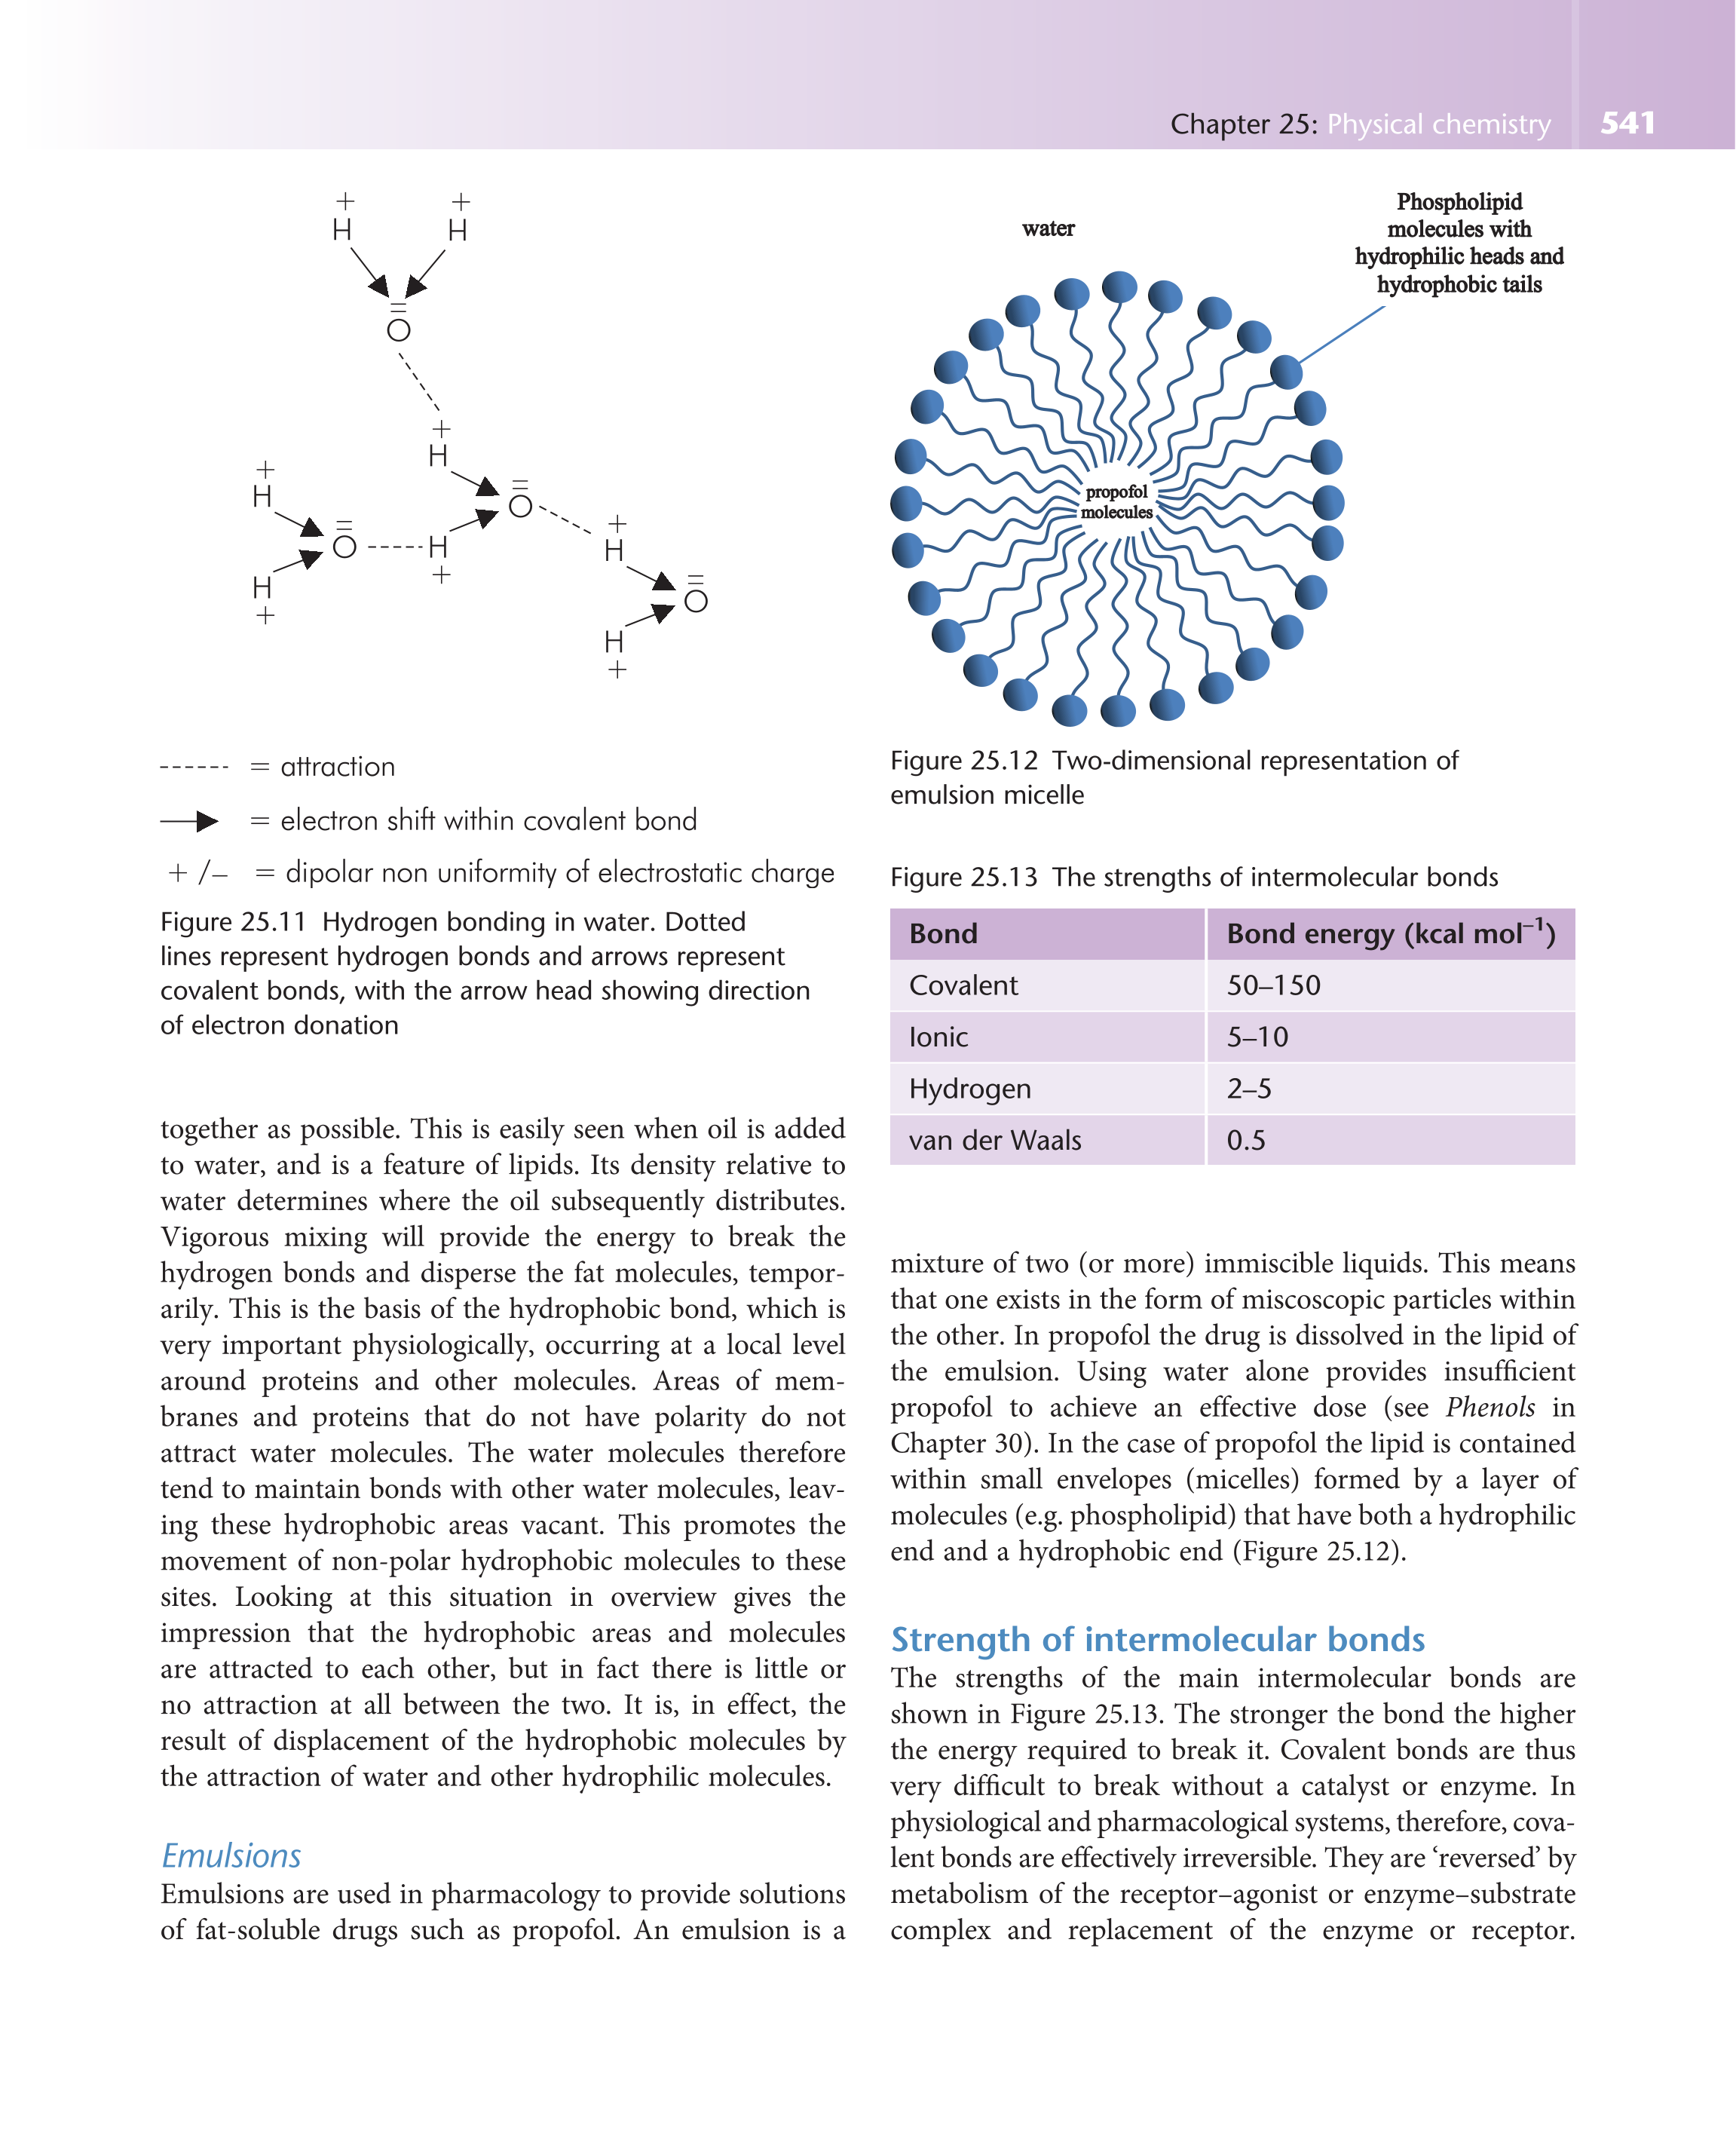 Chapter 25: Physical chemistry 541
+ +
H H
=
O
+
H
+
H
=
O
=
O
H
+
+
H
H
+
=
O
H
+
------ = attraction
= electron shift within covalent bond
+ /– = dipolar non uniformity of electrostatic charge
Figure 25.11 Hydrogen bonding in water. Dotted
lines represent hydrogen bonds and arrows represent
covalent bonds, with the arrow head showing direction
of electron donation
together as possible. This is easily seen when oil is added
to water, and is a feature of lipids. Its density relative to
water determines where the oil subsequently distributes.
Vigorous mixing will provide the energy to break the
hydrogen bonds and disperse the fat molecules, tempor-
arily. This is the basis of the hydrophobic bond, which is
very important physiologically, occurring at a local level
around proteins and other molecules. Areas of mem-
branes and proteins that do not have polarity do not
attract water molecules. The water molecules therefore
tend to maintain bonds with other water molecules, leav-
ing these hydrophobic areas vacant. This promotes the
movement of non-polar hydrophobic molecules to these
sites. Looking at this situation in overview gives the
impression that the hydrophobic areas and molecules
are attracted to each other, but in fact there is little or
no attraction at all between the two. It is, in effect, the
result of displacement of the hydrophobic molecules by
the attraction of water and other hydrophilic molecules.
Emulsions
Emulsions are used in pharmacology to provide solutions
of fat-soluble drugs such as propofol. An emulsion is a
water
Phospholipid
molecules with
hydrophilic heads and
hydrophobic tails
propofol
molecules
Figure 25.12 Two-dimensional representation of
emulsion micelle
Figure 25.13 The strengths of intermolecular bonds
Bond Bond energy (kcal mol⁻¹)
Covalent 50–150
Ionic 5–10
Hydrogen 2–5
van der Waals 0.5
mixture of two (or more) immiscible liquids. This means
that one exists in the form of miscoscopic particles within
the other. In propofol the drug is dissolved in the lipid of
the emulsion. Using water alone provides insufficient
propofol to achieve an effective dose (see Phenols in
Chapter 30). In the case of propofol the lipid is contained
within small envelopes (micelles) formed by a layer of
molecules (e.g. phospholipid) that have both a hydrophilic
end and a hydrophobic end (Figure 25.12).
Strength of intermolecular bonds
The strengths of the main intermolecular bonds are
shown in Figure 25.13. The stronger the bond the higher
the energy required to break it. Covalent bonds are thus
very difficult to break without a catalyst or enzyme. In
physiological and pharmacological systems, therefore, cova-
lent bonds are effectively irreversible. They are ‘reversed’ by
metabolism of the receptor–agonist or enzyme–substrate
complex and replacement of the enzyme or receptor.